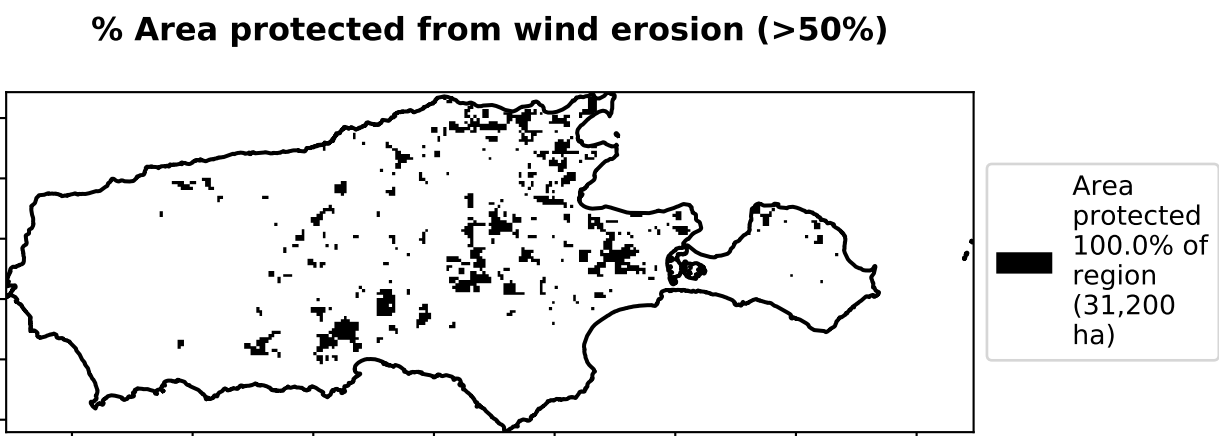 % Area protected from wind erosion (>50%)
Area
protected
100.0% of
region
(31,200
ha)